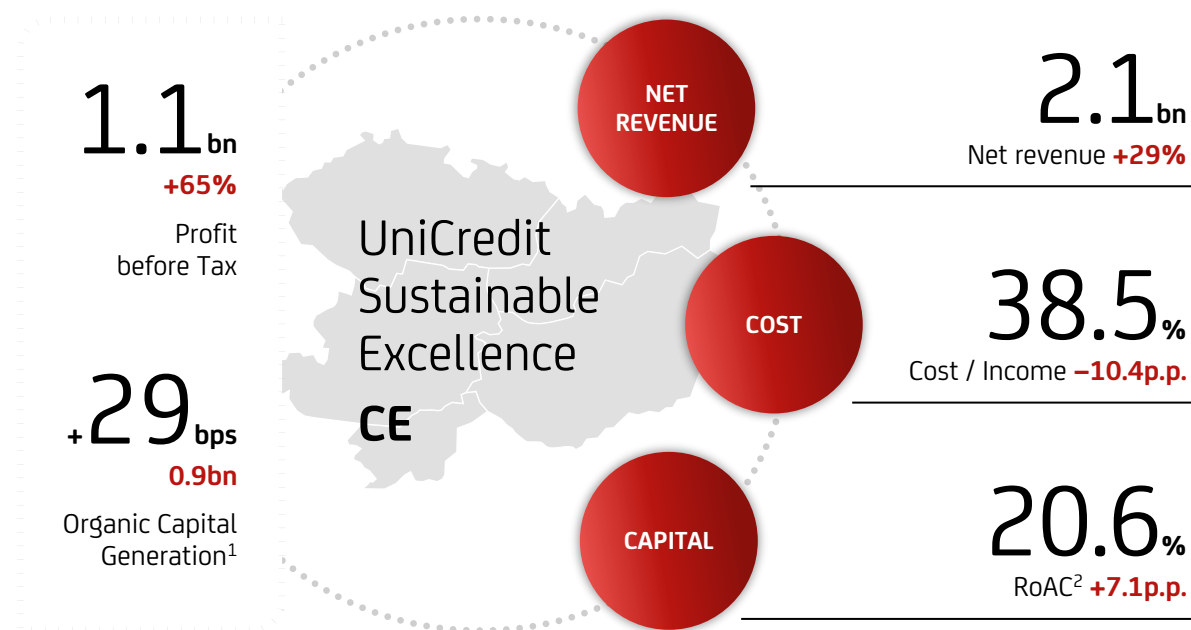 1.1bn
+65%
Profit
before Tax
+29bps
0.9bn
Organic Capital
Generation¹
UniCredit
Sustainable
Excellence
CE
NET
REVENUE
COST
CAPITAL
2.1bn
Net revenue +29%
38.5%
Cost / Income –10.4p.p.
20.6%
RoAC² +7.1p.p.